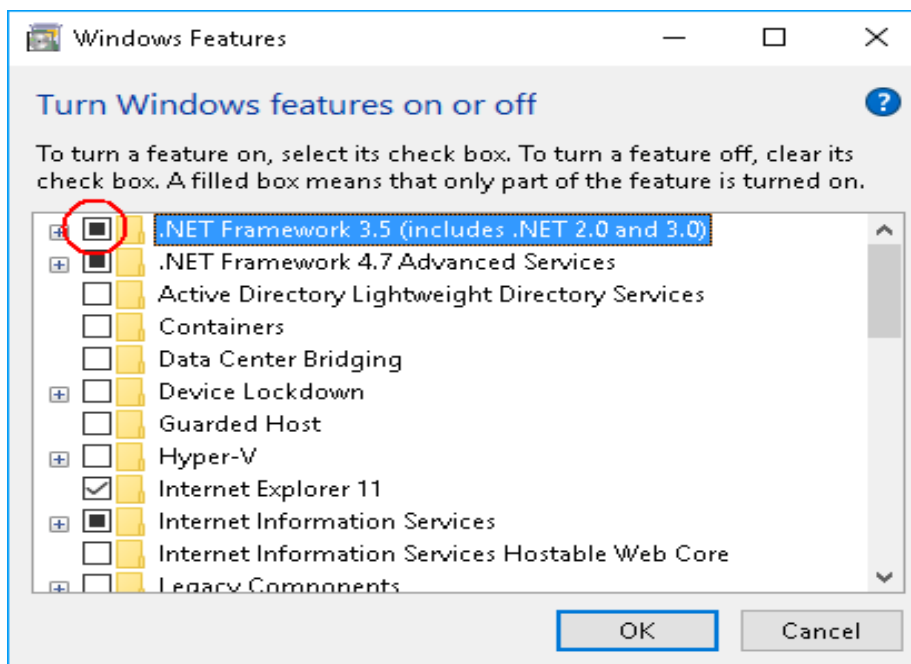 Windows Features
Turn Windows features on or off
To turn a feature on, select its check box. To turn a feature off, clear its
check box. A filled box means that only part of the feature is turned on.
.NET Framework 3.5 (includes .NET 2.0 and 3.0)
.NET Framework 4.7 Advanced Services
Active Directory Lightweight Directory Services
Containers
Data Center Bridging
Device Lockdown
Guarded Host
Hyper-V
Internet Explorer 11
Internet Information Services
Internet Information Services Hostable Web Core
Legacy Components
OK
Cancel